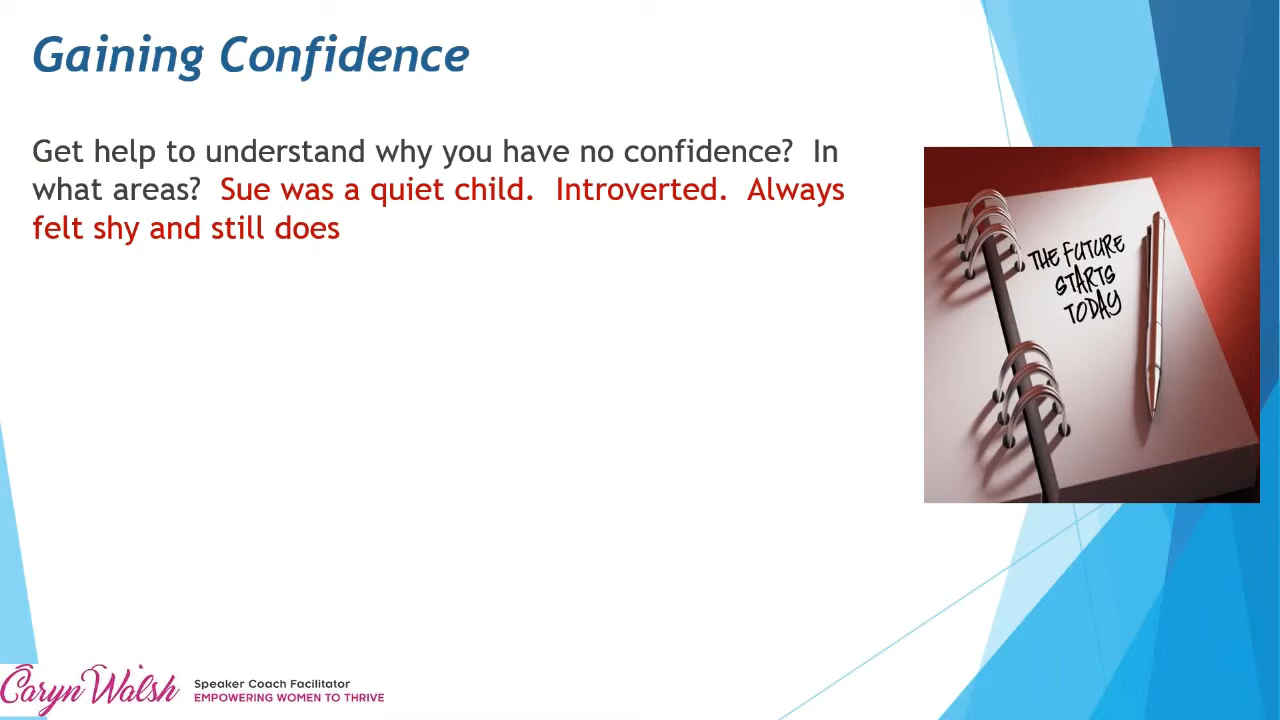 Gaining Confidence
Get help to understand why you have no confidence?  In
what areas?  Sue was a quiet child.  Introverted.  Always
felt shy and still does
THE FUTURE
STARTS
TODAY
Caryn Walsh
Speaker Coach Facilitator
EMPOWERING WOMEN TO THRIVE